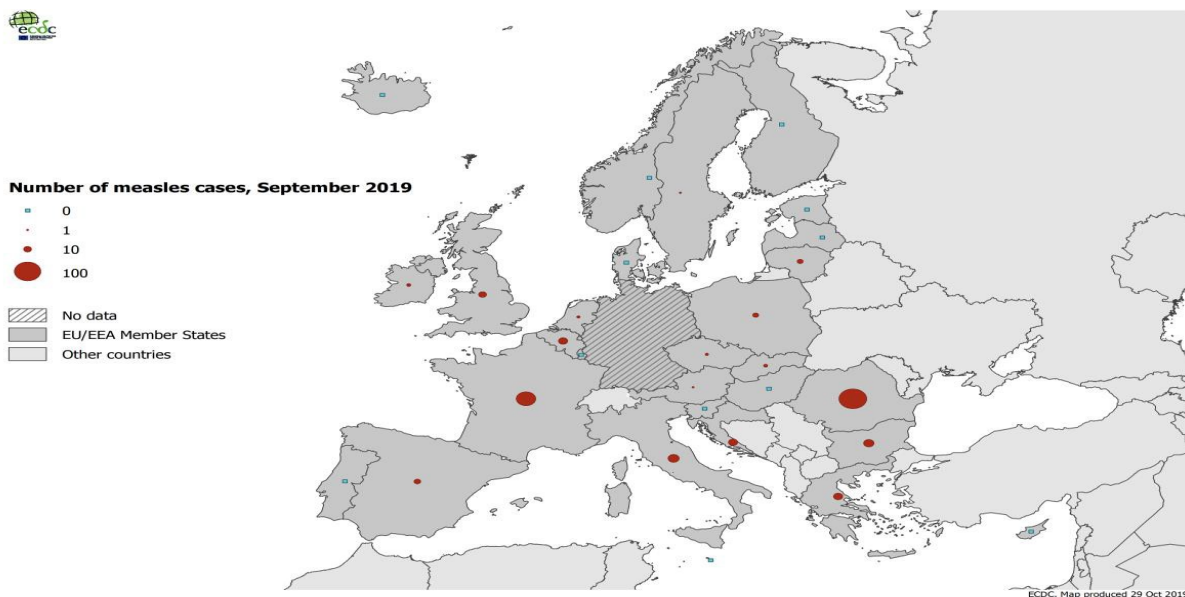 ecdc
Number of measles cases, September 2019
0
1
10
100
No data
EU/EEA Member States
Other countries
ECDC. Map produced 29 Oct 2019